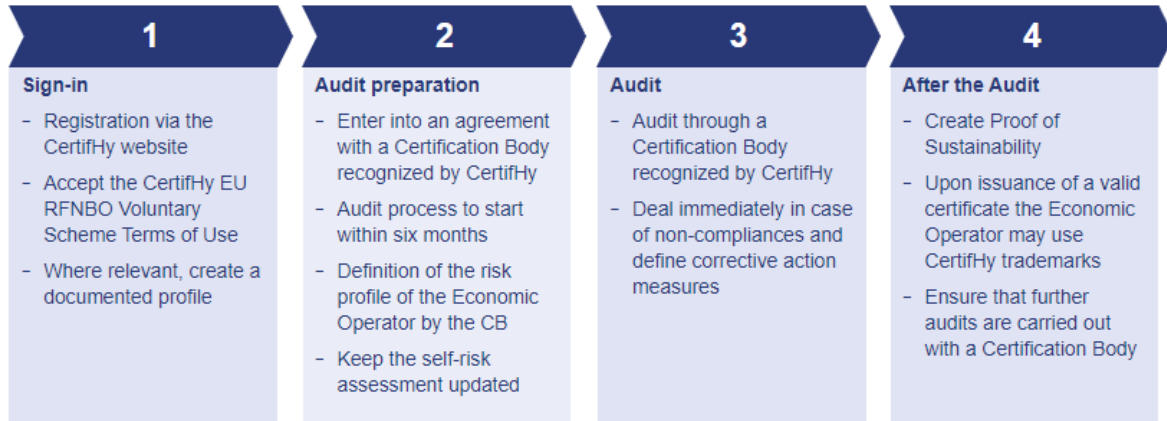 1
Sign-in
- Registration via the
CertifHy website
- Accept the CertifHy EU
RFNBO Voluntary
Scheme Terms of Use
- Where relevant, create a
documented profile
2
Audit preparation
- Enter into an agreement
with a Certification Body
recognized by CertifHy
- Audit process to start
within six months
- Definition of the risk
profile of the Economic
Operator by the CB
- Keep the self-risk
assessment updated
3
Audit
- Audit through a
Certification Body
recognized by CertifHy
- Deal immediately in case
of non-compliances and
define corrective action
measures
4
After the Audit
- Create Proof of
Sustainability
- Upon issuance of a valid
certificate the Economic
Operator may use
CertifHy trademarks
- Ensure that further
audits are carried out
with a Certification Body